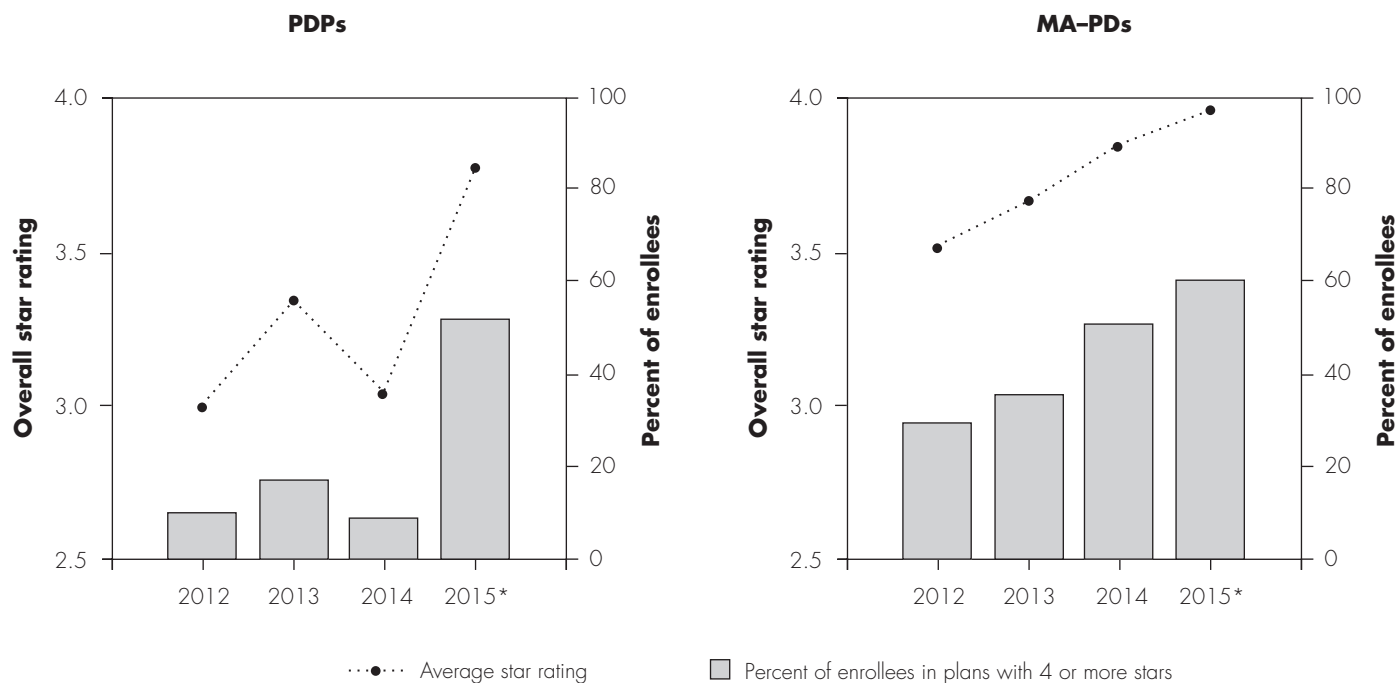 PDPs
4.0
3.5
3.0
2.5
Overall star rating
100
80
60
40
20
0
Percent of enrollees
2012 2013 2014 2015*
MA–PDs
4.0
3.5
3.0
2.5
Overall star rating
100
80
60
40
20
0
Percent of enrollees
2012 2013 2014 2015*
Average star rating
Percent of enrollees in plans with 4 or more stars